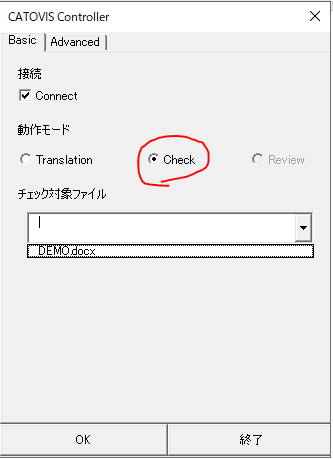 CATOVIS Controller
Basic Advanced
接続
Connect
動作モード
Translation Check Review
チェック対象ファイル
DEMO.docx
OK 終了